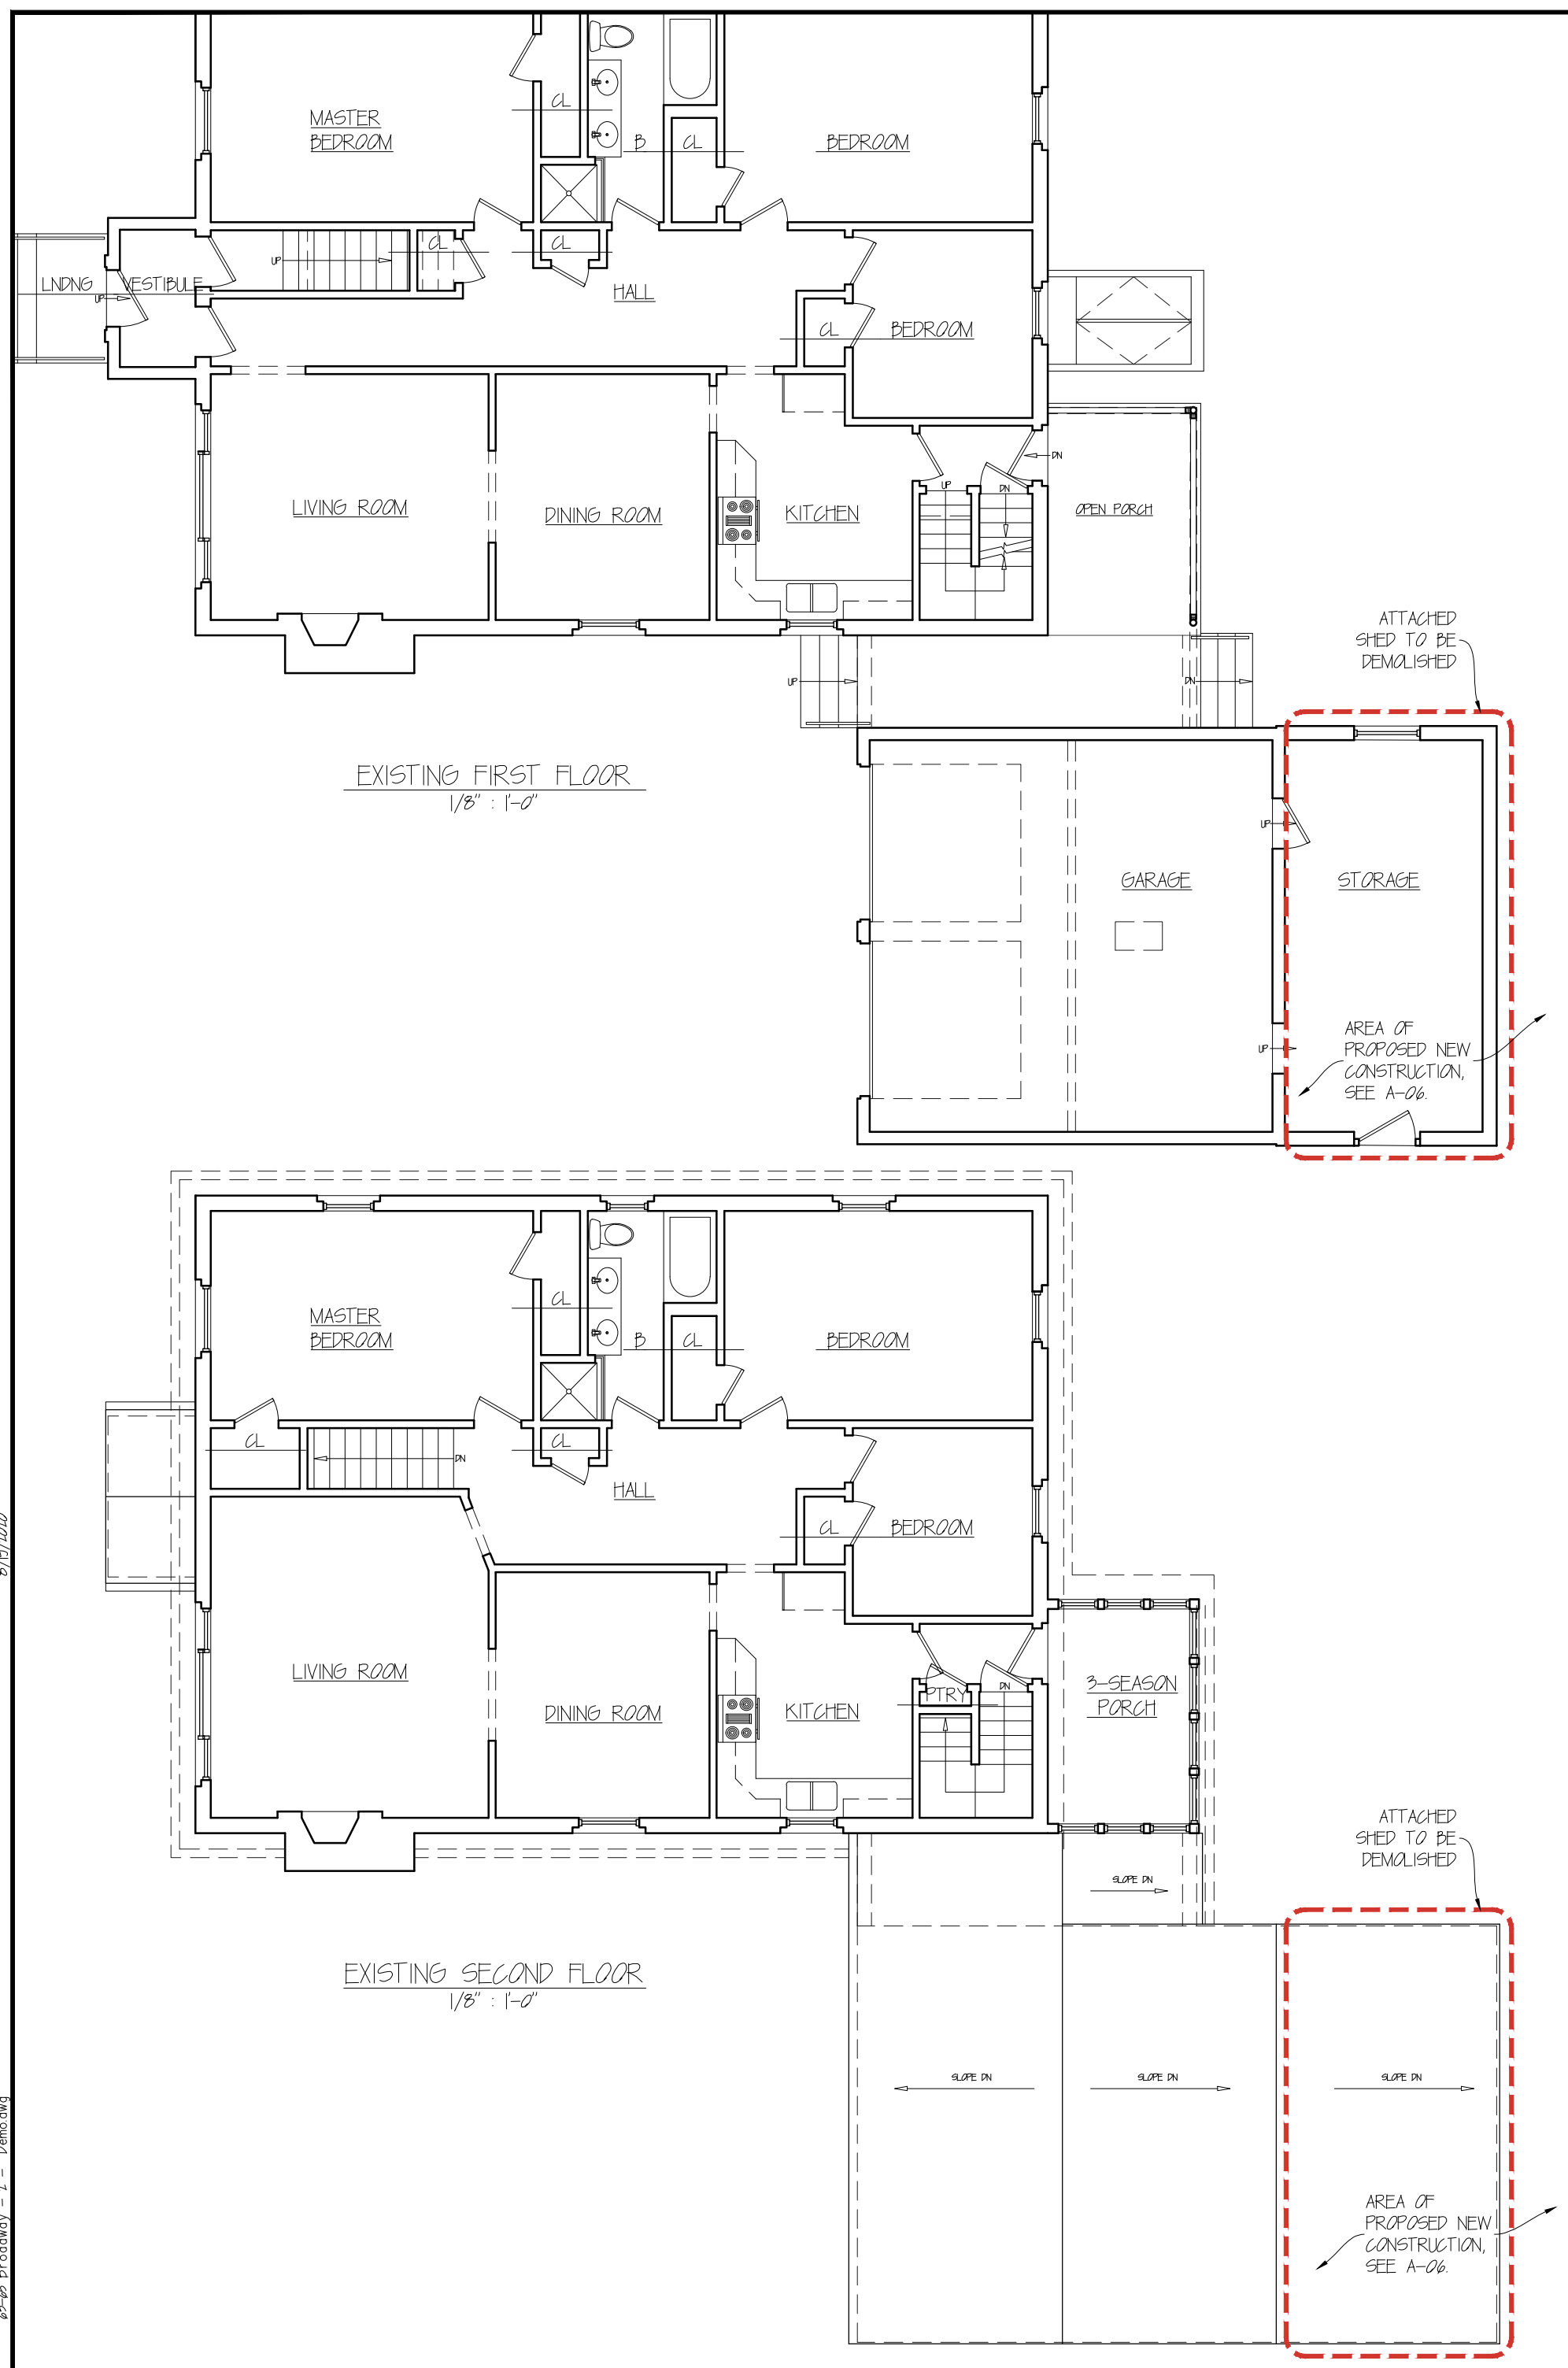 MASTER
BEDROOM
CL
B
CL
BEDROOM
LNDNG
VESTIBULE
UP
UP
CL
CL
HALL
CL
BEDROOM
LIVING ROOM
DINING ROOM
KITCHEN
UP
DN
DN
OPEN PORCH
UP
DN
ATTACHED
SHED TO BE
DEMOLISHED
EXISTING FIRST FLOOR
1/8" : 1'-0"
UP
GARAGE
STORAGE
UP
AREA OF
PROPOSED NEW
CONSTRUCTION,
SEE A-06.
MASTER
BEDROOM
CL
B
CL
BEDROOM
CL
DN
CL
HALL
CL
BEDROOM
LIVING ROOM
DINING ROOM
KITCHEN
PTRY
DN
3-SEASON
PORCH
ATTACHED
SHED TO BE
DEMOLISHED
SLOPE DN
EXISTING SECOND FLOOR
1/8" : 1'-0"
SLOPE DN
SLOPE DN
SLOPE DN
AREA OF
PROPOSED NEW
CONSTRUCTION,
SEE A-06.